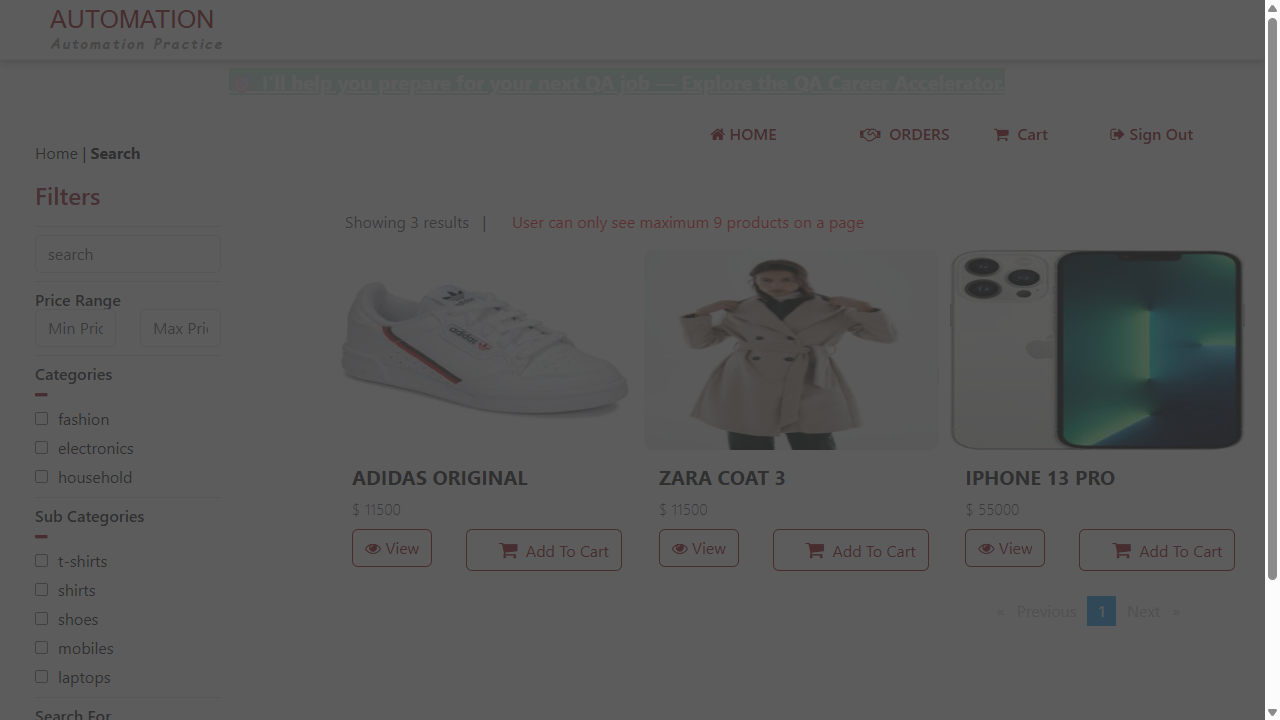 AUTOMATION
Automation Practice
I'll help you prepare for your next QA job — Explore the QA Career Accelerator
HOME
ORDERS
Cart
Sign Out
Home | Search
Filters
Showing 3 results |
User can only see maximum 9 products on a page
search
Price Range
Min Pric
Max Pri
Categories
fashion
electronics
household
Sub Categories
t-shirts
shirts
shoes
mobiles
laptops
Search For
adidas
ADIDAS ORIGINAL
$ 11500
View
Add To Cart
ZARA COAT 3
$ 11500
View
Add To Cart
IPHONE 13 PRO
$ 55000
View
Add To Cart
« Previous 1 Next »